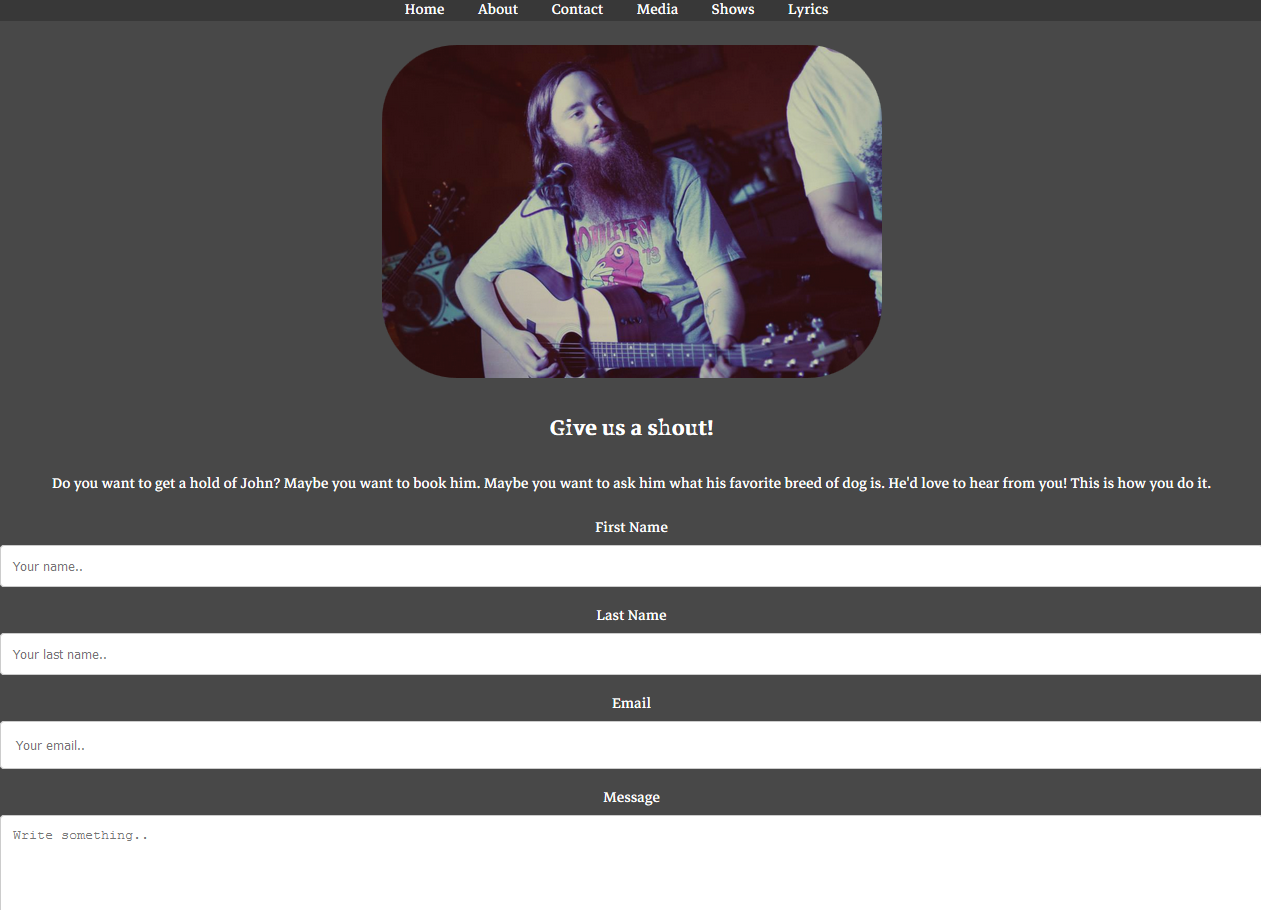 Home About Contact Media Shows Lyrics
79
Give us a shout!
Do you want to get a hold of John? Maybe you want to book him. Maybe you want to ask him what his favorite breed of dog is. He'd love to hear from you! This is how you do it.
First Name
Your name..
Last Name
Your last name..
Email
Your email..
Message
Write something..